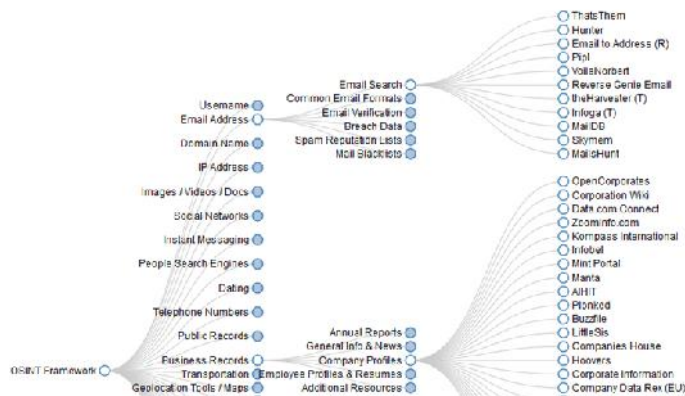 ThatsThem
Hunter
Email to Address (R)
Pipl
VoilaNorbert
Reverse Genie Email
theHarvester (T)
Infoga (T)
MailDB
Skymem
MailsHunt
Email Search
Common Email Formats
Email Verification
Breach Data
Spam Reputation Lists
Mail Blacklists
Username
Email Address
Domain Name
IP Address
Images / Videos / Docs
Social Networks
Instant Messaging
People Search Engines
Dating
Telephone Numbers
Public Records
Business Records
Transportation
Geolocation Tools / Maps
OSINT Framework
Annual Reports
General Info & News
Company Profiles
Employee Profiles & Resumes
Additional Resources
OpenCorporates
Corporation Wiki
Data.com Connect
Zoominfo.com
Kompass International
Infobel
Mint Portal
Manta
AIHIT
Plonked
Buzzfile
LittleSis
Companies House
Hoovers
Corporate Information
Company Data Rex (EU)